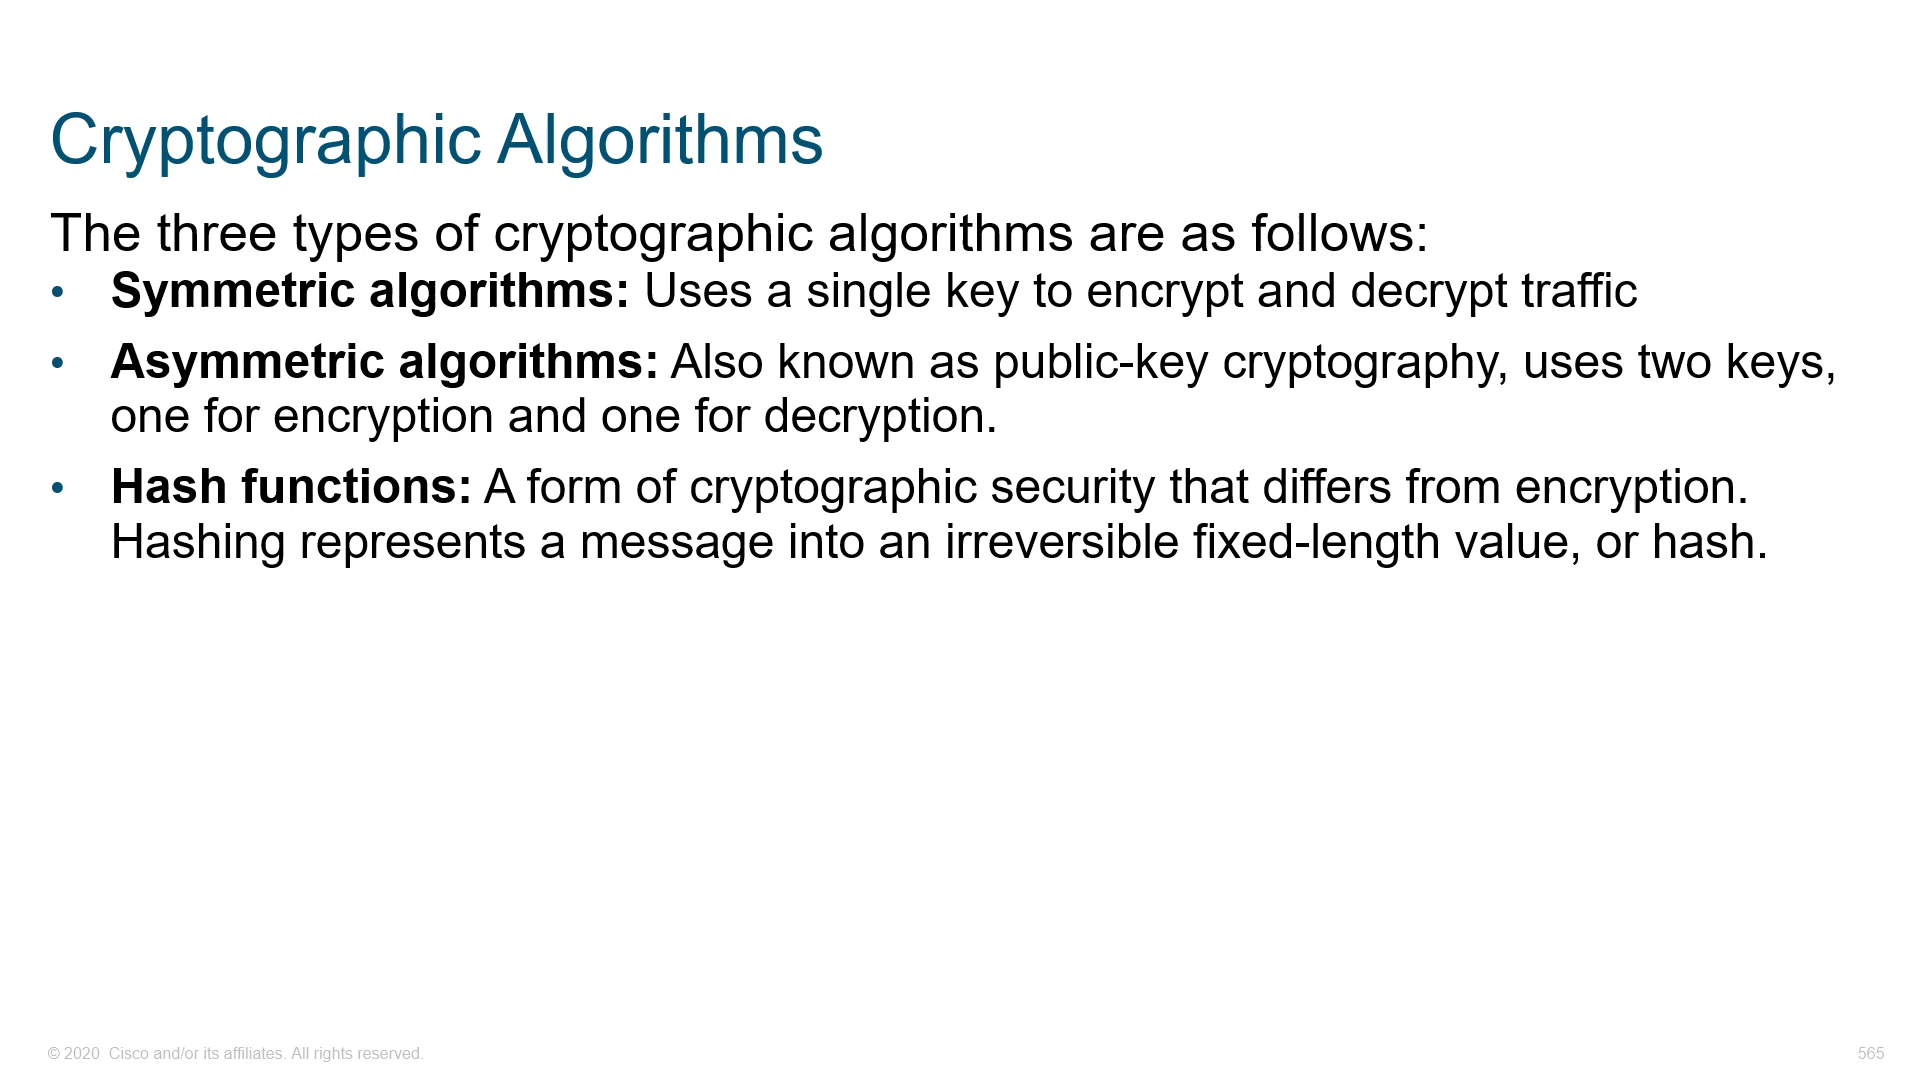 Cryptographic Algorithms
The three types of cryptographic algorithms are as follows:
• Symmetric algorithms: Uses a single key to encrypt and decrypt traffic
• Asymmetric algorithms: Also known as public-key cryptography, uses two keys,
one for encryption and one for decryption.
• Hash functions: A form of cryptographic security that differs from encryption.
Hashing represents a message into an irreversible fixed-length value, or hash.
© 2020 Cisco and/or its affiliates. All rights reserved.
565